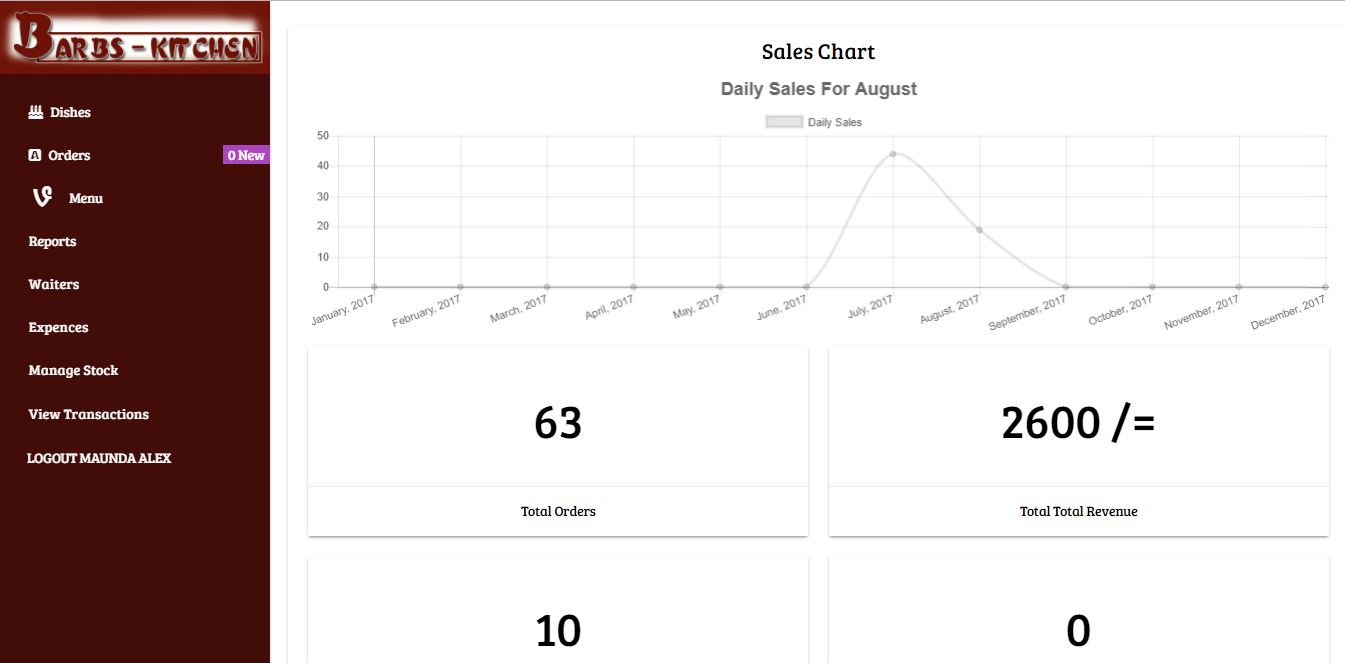 BARBS - KITCHEN
Dishes
Orders
0 New
Menu
Reports
Waiters
Expences
Manage Stock
View Transactions
LOGOUT MAUNDA ALEX
Sales Chart
Daily Sales For August
Daily Sales
50
40
30
20
10
0
January, 2017
February, 2017
March, 2017
April, 2017
May, 2017
June, 2017
July, 2017
August, 2017
September, 2017
October, 2017
November, 2017
December, 2017
63
Total Orders
2600 /=
Total Total Revenue
10
0